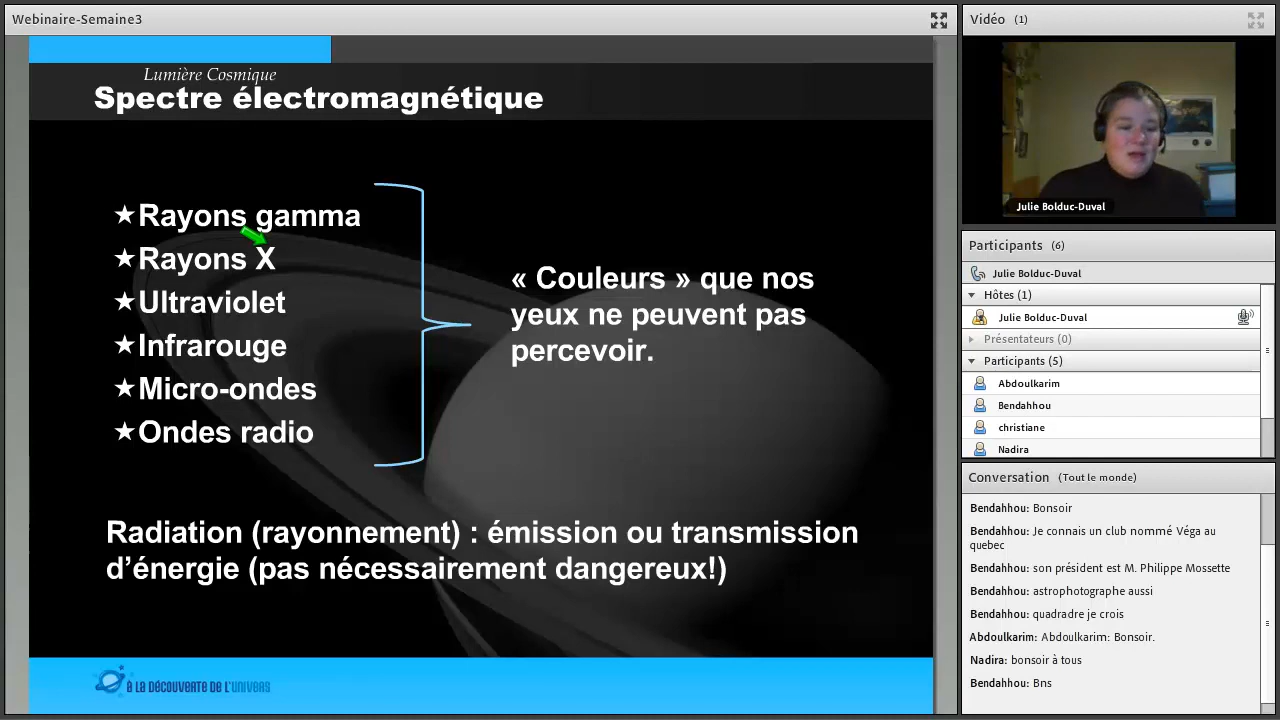 Webinaire-Semaine3
Lumière Cosmique
Spectre électromagnétique
★Rayons gamma
★Rayons X
★Ultraviolet
★Infrarouge
★Micro-ondes
★Ondes radio
« Couleurs » que nos
yeux ne peuvent pas
percevoir.
Radiation (rayonnement) : émission ou transmission
d’énergie (pas nécessairement dangereux!)
À LA DÉCOUVERTE DE L'UNIVERS
Vidéo (1)
Julie Bolduc-Duval
Participants (6)
Julie Bolduc-Duval
Hôtes (1)
Julie Bolduc-Duval
Présentateurs (0)
Participants (5)
Abdoulkarim
Bendahhou
christiane
Nadira
Conversation (Tout le monde)
Bendahhou: Bonsoir
Bendahhou: Je connais un club nommé Véga au
quebec
Bendahhou: son président est M. Philippe Mossette
Bendahhou: astrophotographe aussi
Bendahhou: quadradre je crois
Abdoulkarim: Abdoulkarim: Bonsoir.
Nadira: bonsoir à tous
Bendahhou: Bns